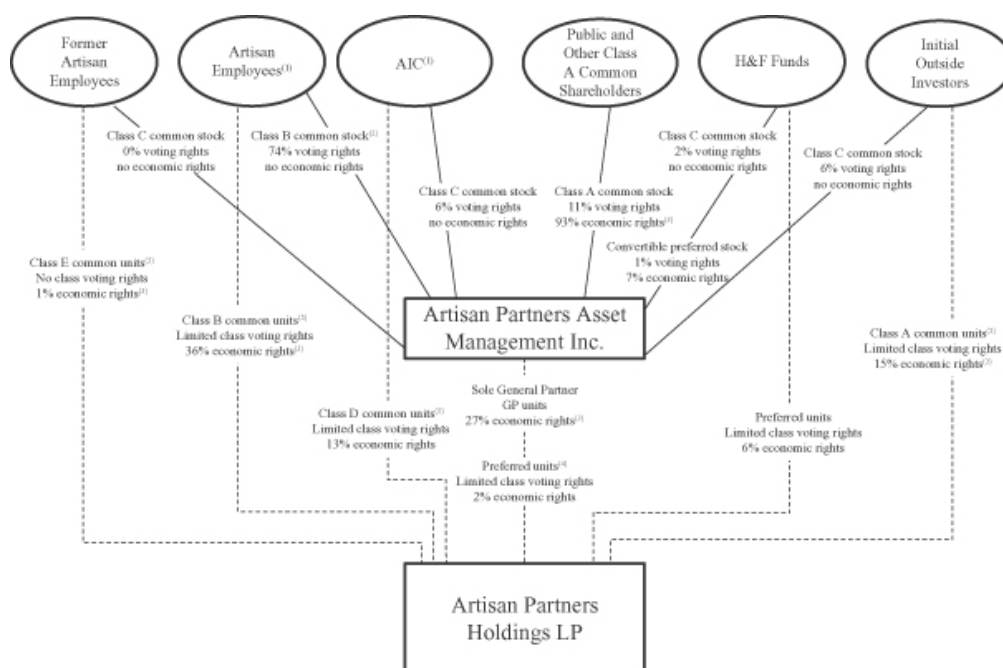 Former
Artisan
Employees
Artisan
Employees(1)
AIC(1)
Public and
Other Class
A Common
Shareholders
H&F Funds
Initial
Outside
Investors
Class C common stock
0% voting rights
no economic rights
Class B common stock(1)
74% voting rights
no economic rights
Class C common stock
6% voting rights
no economic rights
Class A common stock
11% voting rights
93% economic rights(3)
Class C common stock
2% voting rights
no economic rights
Convertible preferred stock
1% voting rights
7% economic rights
Class C common stock
6% voting rights
no economic rights
Class E common units(2)
No class voting rights
1% economic rights(3)
Class B common units(2)
Limited class voting rights
36% economic rights(3)
Artisan Partners Asset
Management Inc.
Class A common units(2)
Limited class voting rights
15% economic rights(3)
Class D common units(2)
Limited class voting rights
13% economic rights
Sole General Partner
GP units
27% economic rights(3)
Preferred units(4)
Limited class voting rights
2% economic rights
Preferred units
Limited class voting rights
6% economic rights
Artisan Partners
Holdings LP